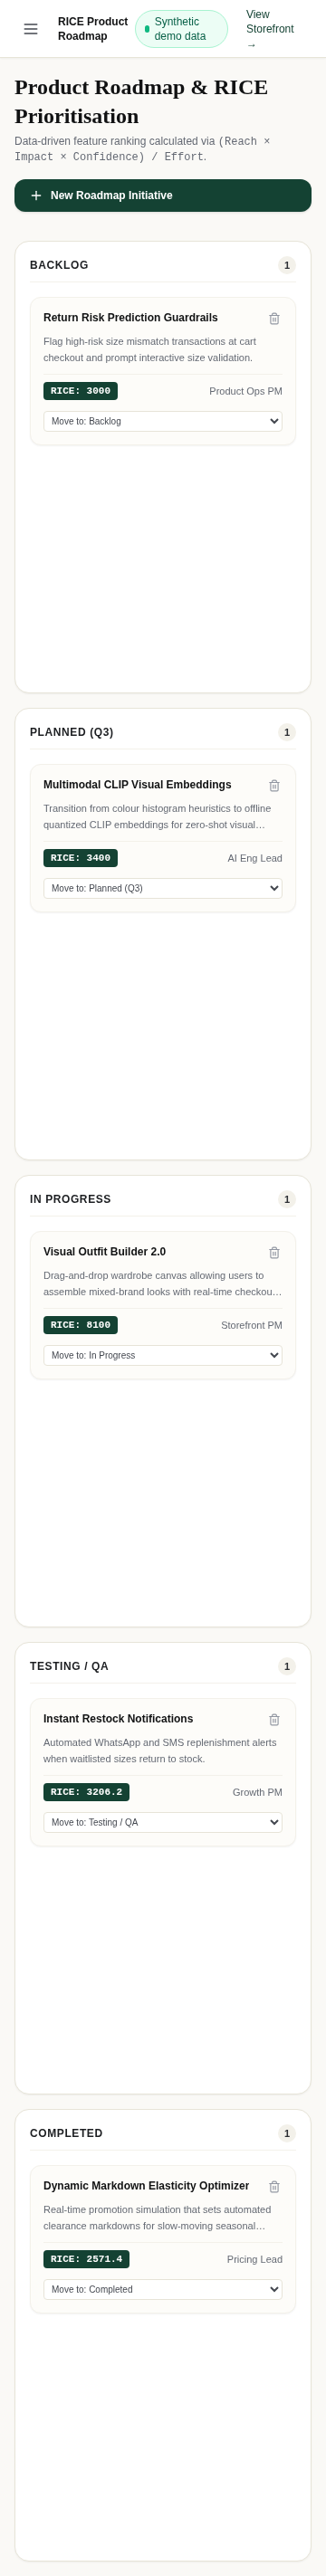 RICE Product
Roadmap
Synthetic
demo data
View
Storefront
→
Product Roadmap & RICE
Prioritisation
Data-driven feature ranking calculated via (Reach ×
Impact × Confidence) / Effort.
+ New Roadmap Initiative
BACKLOG 1
Return Risk Prediction Guardrails
Flag high-risk size mismatch transactions at cart
checkout and prompt interactive size validation.
RICE: 3000 Product Ops PM
Move to: Backlog
PLANNED (Q3) 1
Multimodal CLIP Visual Embeddings
Transition from colour histogram heuristics to offline
quantized CLIP embeddings for zero-shot visual…
RICE: 3400 AI Eng Lead
Move to: Planned (Q3)
IN PROGRESS 1
Visual Outfit Builder 2.0
Drag-and-drop wardrobe canvas allowing users to
assemble mixed-brand looks with real-time checkou…
RICE: 8100 Storefront PM
Move to: In Progress
TESTING / QA 1
Instant Restock Notifications
Automated WhatsApp and SMS replenishment alerts
when waitlisted sizes return to stock.
RICE: 3206.2 Growth PM
Move to: Testing / QA
COMPLETED 1
Dynamic Markdown Elasticity Optimizer
Real-time promotion simulation that sets automated
clearance markdowns for slow-moving seasonal…
RICE: 2571.4 Pricing Lead
Move to: Completed